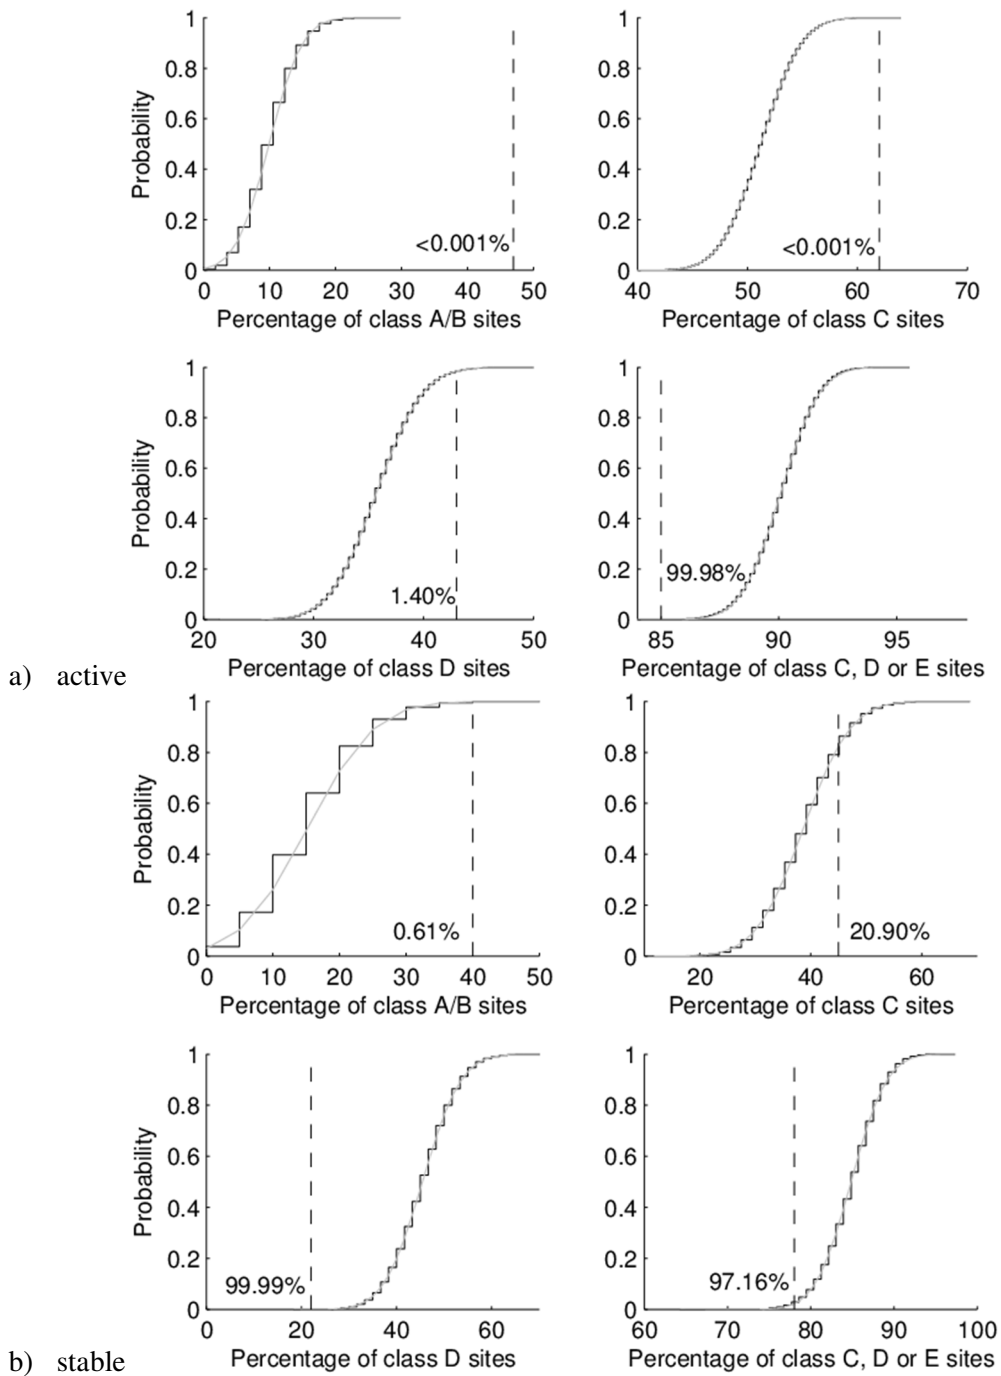 1
0.8
0.6
0.4
0.2
0
Probability
<0.001%
0 10 20 30 40 50
Percentage of class A/B sites
1
0.8
0.6
0.4
0.2
0
<0.001%
40 50 60 70
Percentage of class C sites
1
0.8
0.6
0.4
0.2
0
Probability
1.40%
20 30 40 50
Percentage of class D sites
1
0.8
0.6
0.4
0.2
0
99.98%
85 90 95
Percentage of class C, D or E sites
a) active
1
0.8
0.6
0.4
0.2
0
Probability
0.61%
0 10 20 30 40 50
Percentage of class A/B sites
1
0.8
0.6
0.4
0.2
0
20.90%
20 40 60
Percentage of class C sites
1
0.8
0.6
0.4
0.2
0
Probability
99.99%
0 20 40 60
Percentage of class D sites
1
0.8
0.6
0.4
0.2
0
97.16%
60 70 80 90 100
Percentage of class C, D or E sites
b) stable